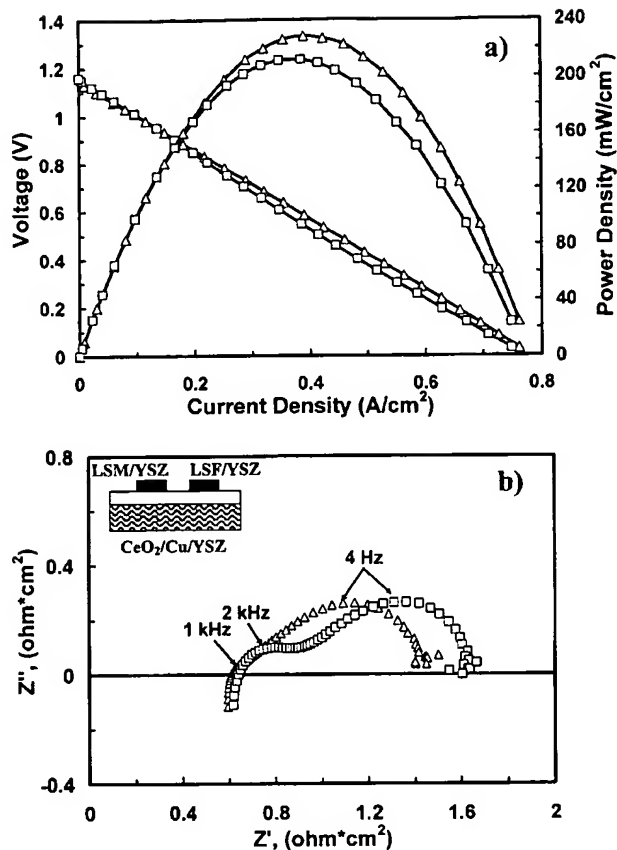 a)
1.4
1.2
1
0.8
0.6
0.4
0.2
0
Voltage (V)
240
200
160
120
80
40
0
Power Density (mW/cm²)
0
0.2
0.4
0.6
0.8
Current Density (A/cm²)
b)
0.8
0.4
0
-0.4
Z'', (ohm*cm²)
LSM/YSZ LSF/YSZ
CeO₂/Cu/YSZ
4 Hz
2 kHz
1 kHz
0
0.4
0.8
1.2
1.6
2
Z', (ohm*cm²)